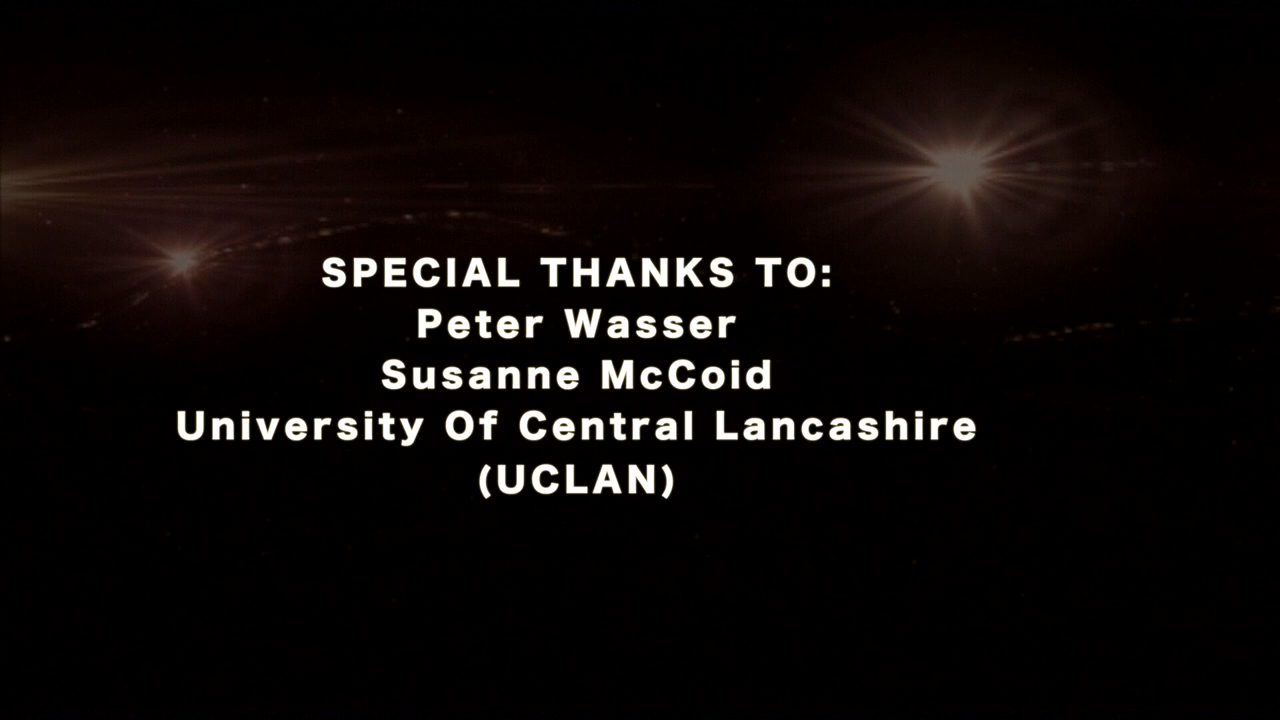 SPECIAL THANKS TO:
Peter Wasser
Susanne McCoid
University Of Central Lancashire
(UCLAN)